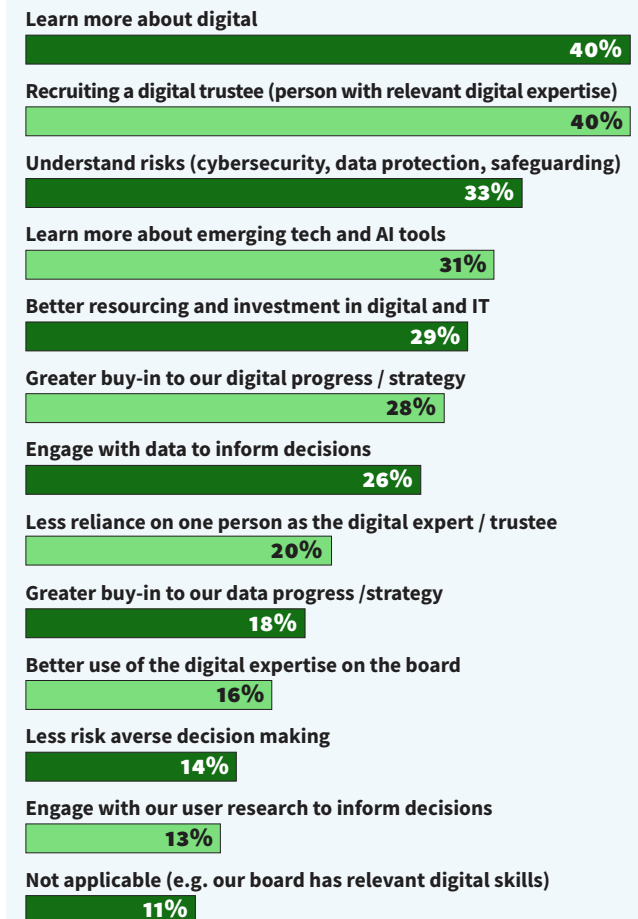 Learn more about digital
40%
Recruiting a digital trustee (person with relevant digital expertise)
40%
Understand risks (cybersecurity, data protection, safeguarding)
33%
Learn more about emerging tech and AI tools
31%
Better resourcing and investment in digital and IT
29%
Greater buy-in to our digital progress / strategy
28%
Engage with data to inform decisions
26%
Less reliance on one person as the digital expert / trustee
20%
Greater buy-in to our data progress /strategy
18%
Better use of the digital expertise on the board
16%
Less risk averse decision making
14%
Engage with our user research to inform decisions
13%
Not applicable (e.g. our board has relevant digital skills)
11%